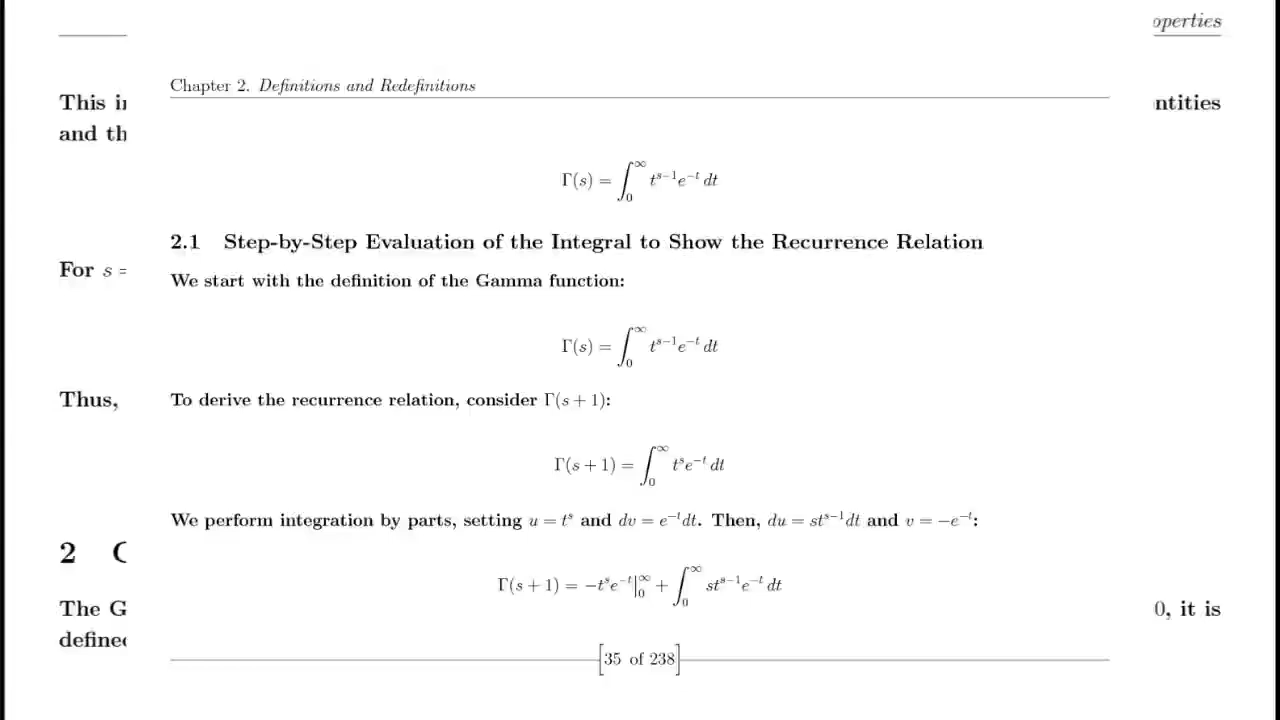 operties
This i
ntities
and th
Chapter 2. Definitions and Redefinitions
Γ(s) = ∫₀^∞ t^{s−1}e^{−t} dt
2.1 Step-by-Step Evaluation of the Integral to Show the Recurrence Relation
For s =
We start with the definition of the Gamma function:
Γ(s) = ∫₀^∞ t^{s−1}e^{−t} dt
Thus,
To derive the recurrence relation, consider Γ(s + 1):
Γ(s + 1) = ∫₀^∞ t^s e^{−t} dt
We perform integration by parts, setting u = t^s and dv = e^{−t}dt. Then, du = st^{s−1}dt and v = −e^{−t}:
2
Γ(s + 1) = −t^s e^{−t}|₀^∞ + ∫₀^∞ st^{s−1}e^{−t} dt
The G
0, it is
define
[35 of 238]